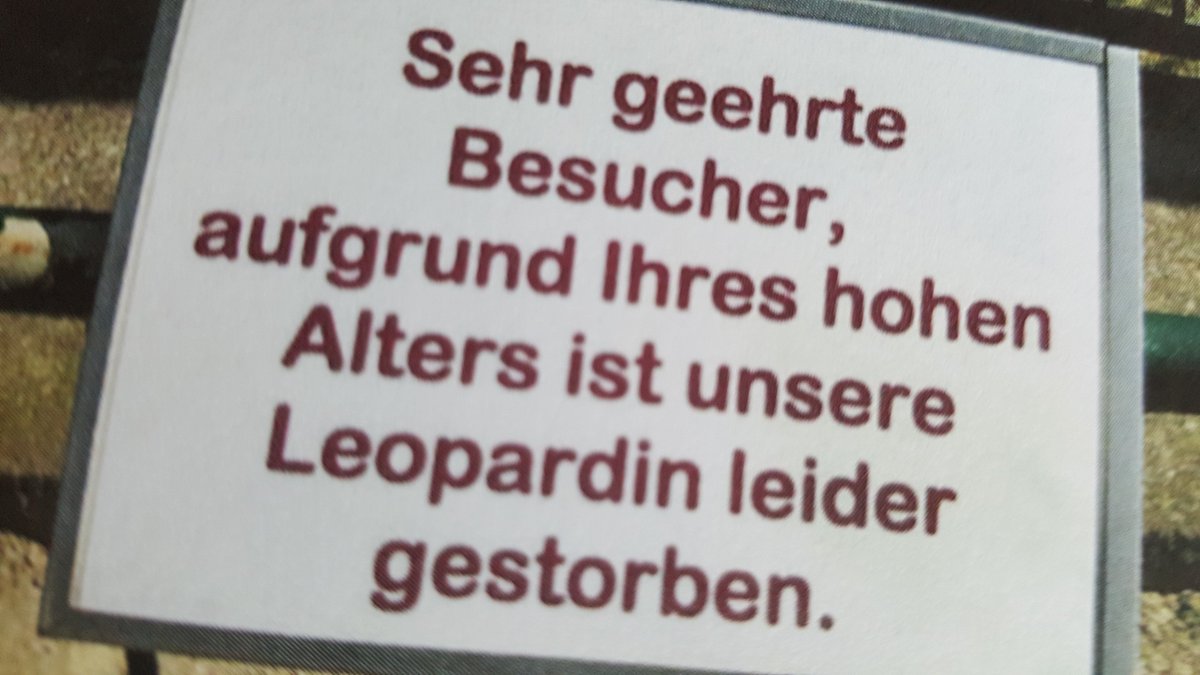 Sehr geehrte
Besucher,
aufgrund Ihres hohen
Alters ist unsere
Leopardin leider
gestorben.